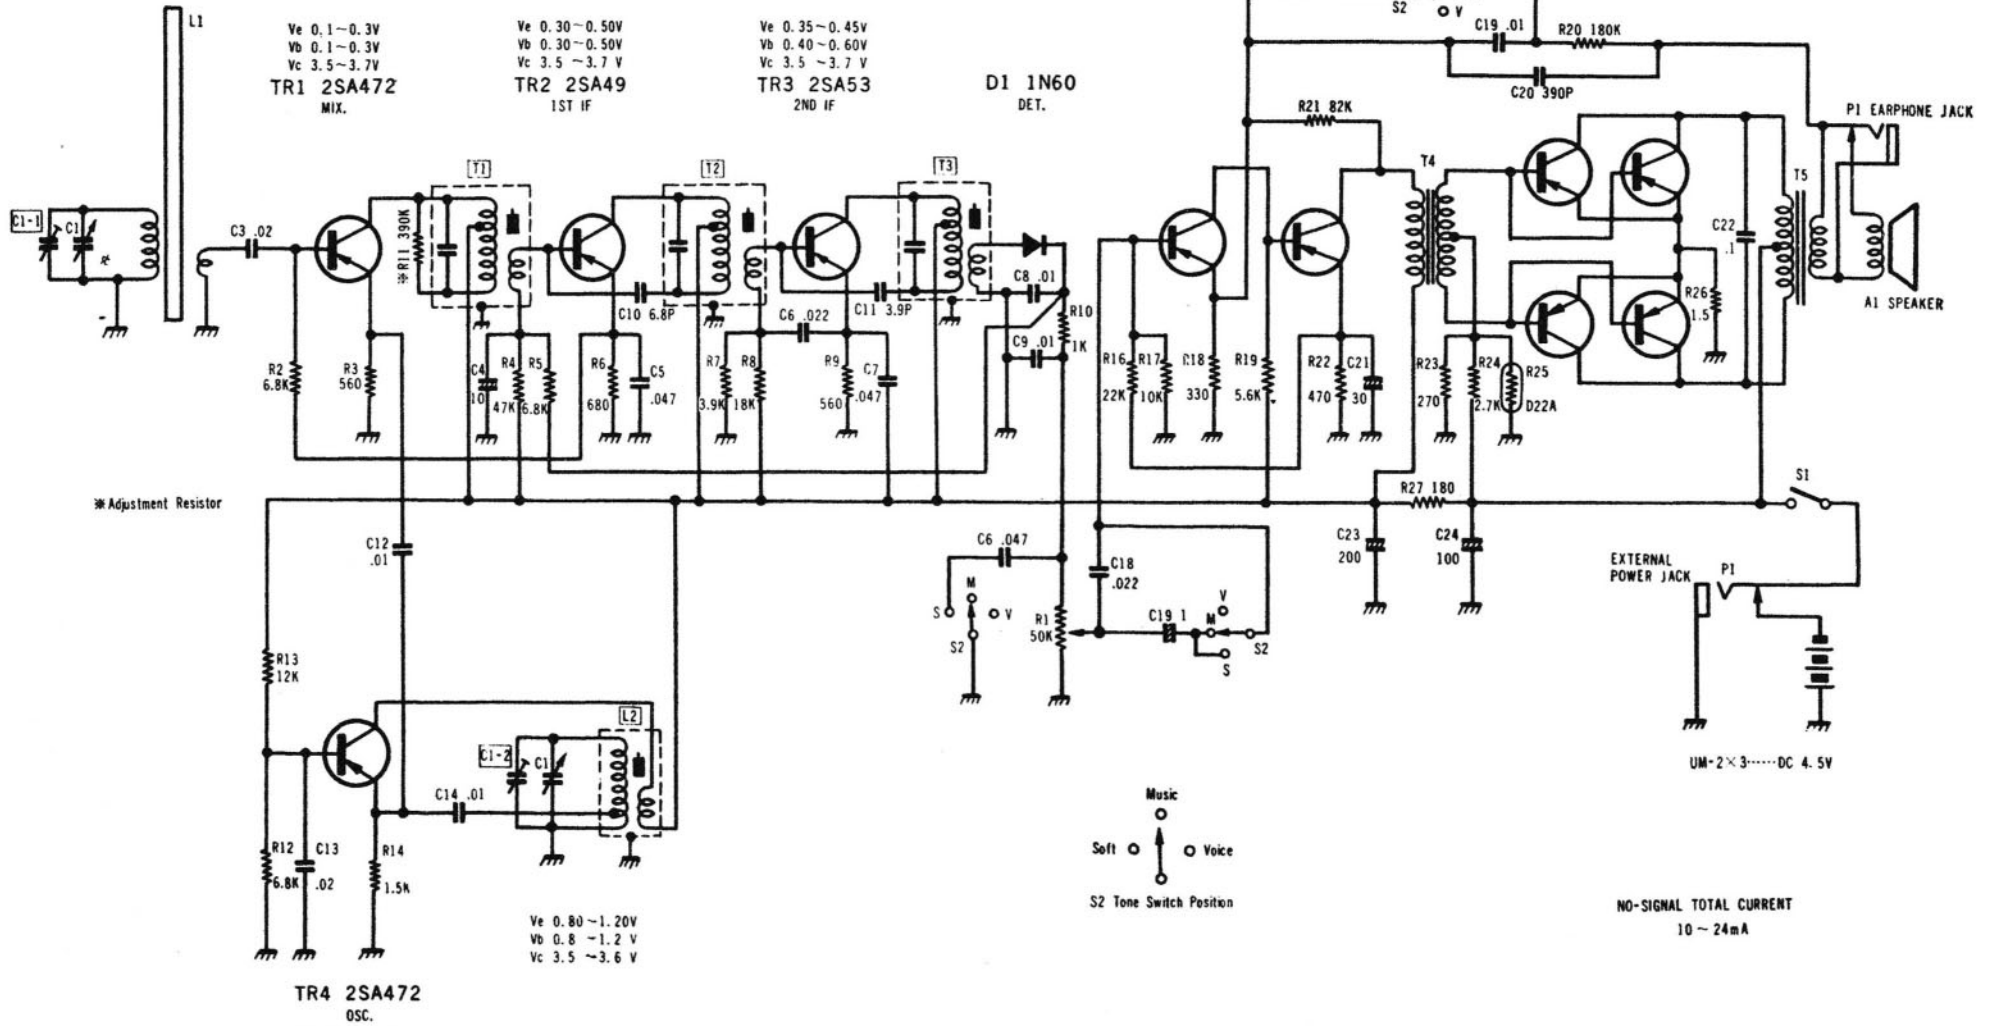 L1
Ve 0.1~0.3V
Vb 0.1~0.3V
Vc 3.5~3.7V
TR1 2SA472
MIX.
Ve 0.30~0.50V
Vb 0.30~0.50V
Vc 3.5 ~3.7 V
TR2 2SA49
1ST IF
Ve 0.35~0.45V
Vb 0.40~0.60V
Vc 3.5 ~3.7 V
TR3 2SA53
2ND IF
D1 1N60
DET.
S2
V
C19 .01
R20 180K
C20 390P
R21 82K
P1 EARPHONE JACK
T1
T2
T3
T4
T5
C1-1
C1
C3 .02
※R11 390K
C22
.1
A1 SPEAKER
C10 6.8P
C6 .022
C11 3.9P
C8 .01
R10
1K
C9 .01
R26
1.5
R2
6.8K
R3
560
C4
10
R4
47K
R5
6.8K
R6
680
C5
.047
R7
3.9K
R8
18K
R9
560
C7
.047
R16
22K
R17
10K
R18
330
R19
5.6K
R22
470
C21
30
R23
270
R24
2.7K
R25
D22A
※Adjustment Resistor
R27 180
S1
C12
.01
C6 .047
C18
.022
C23
200
C24
100
EXTERNAL
POWER JACK
P1
M
S
V
S2
R1
50K
C19 1
V
M
S2
S
R13
12K
L2
C1-2
C1
C14 .01
UM-2×3······DC 4.5V
Music
Soft
Voice
S2 Tone Switch Position
R12
6.8K
C13
.02
R14
1.5K
Ve 0.80~1.20V
Vb 0.8 ~1.2 V
Vc 3.5 ~3.6 V
NO-SIGNAL TOTAL CURRENT
10~24mA
TR4 2SA472
OSC.